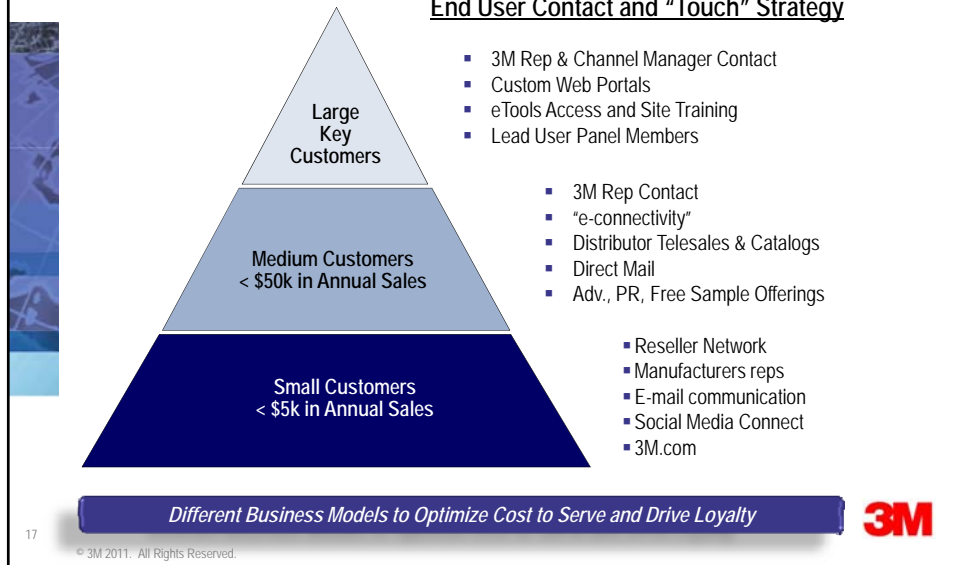 End User Contact and “Touch” Strategy
▪ 3M Rep & Channel Manager Contact
▪ Custom Web Portals
▪ eTools Access and Site Training
▪ Lead User Panel Members
Large
Key
Customers
▪ 3M Rep Contact
▪ “e-connectivity”
▪ Distributor Telesales & Catalogs
▪ Direct Mail
▪ Adv., PR, Free Sample Offerings
Medium Customers
< $50k in Annual Sales
▪ Reseller Network
▪ Manufacturers reps
▪ E-mail communication
▪ Social Media Connect
▪ 3M.com
Small Customers
< $5k in Annual Sales
Different Business Models to Optimize Cost to Serve and Drive Loyalty
3M
17
© 3M 2011. All Rights Reserved.